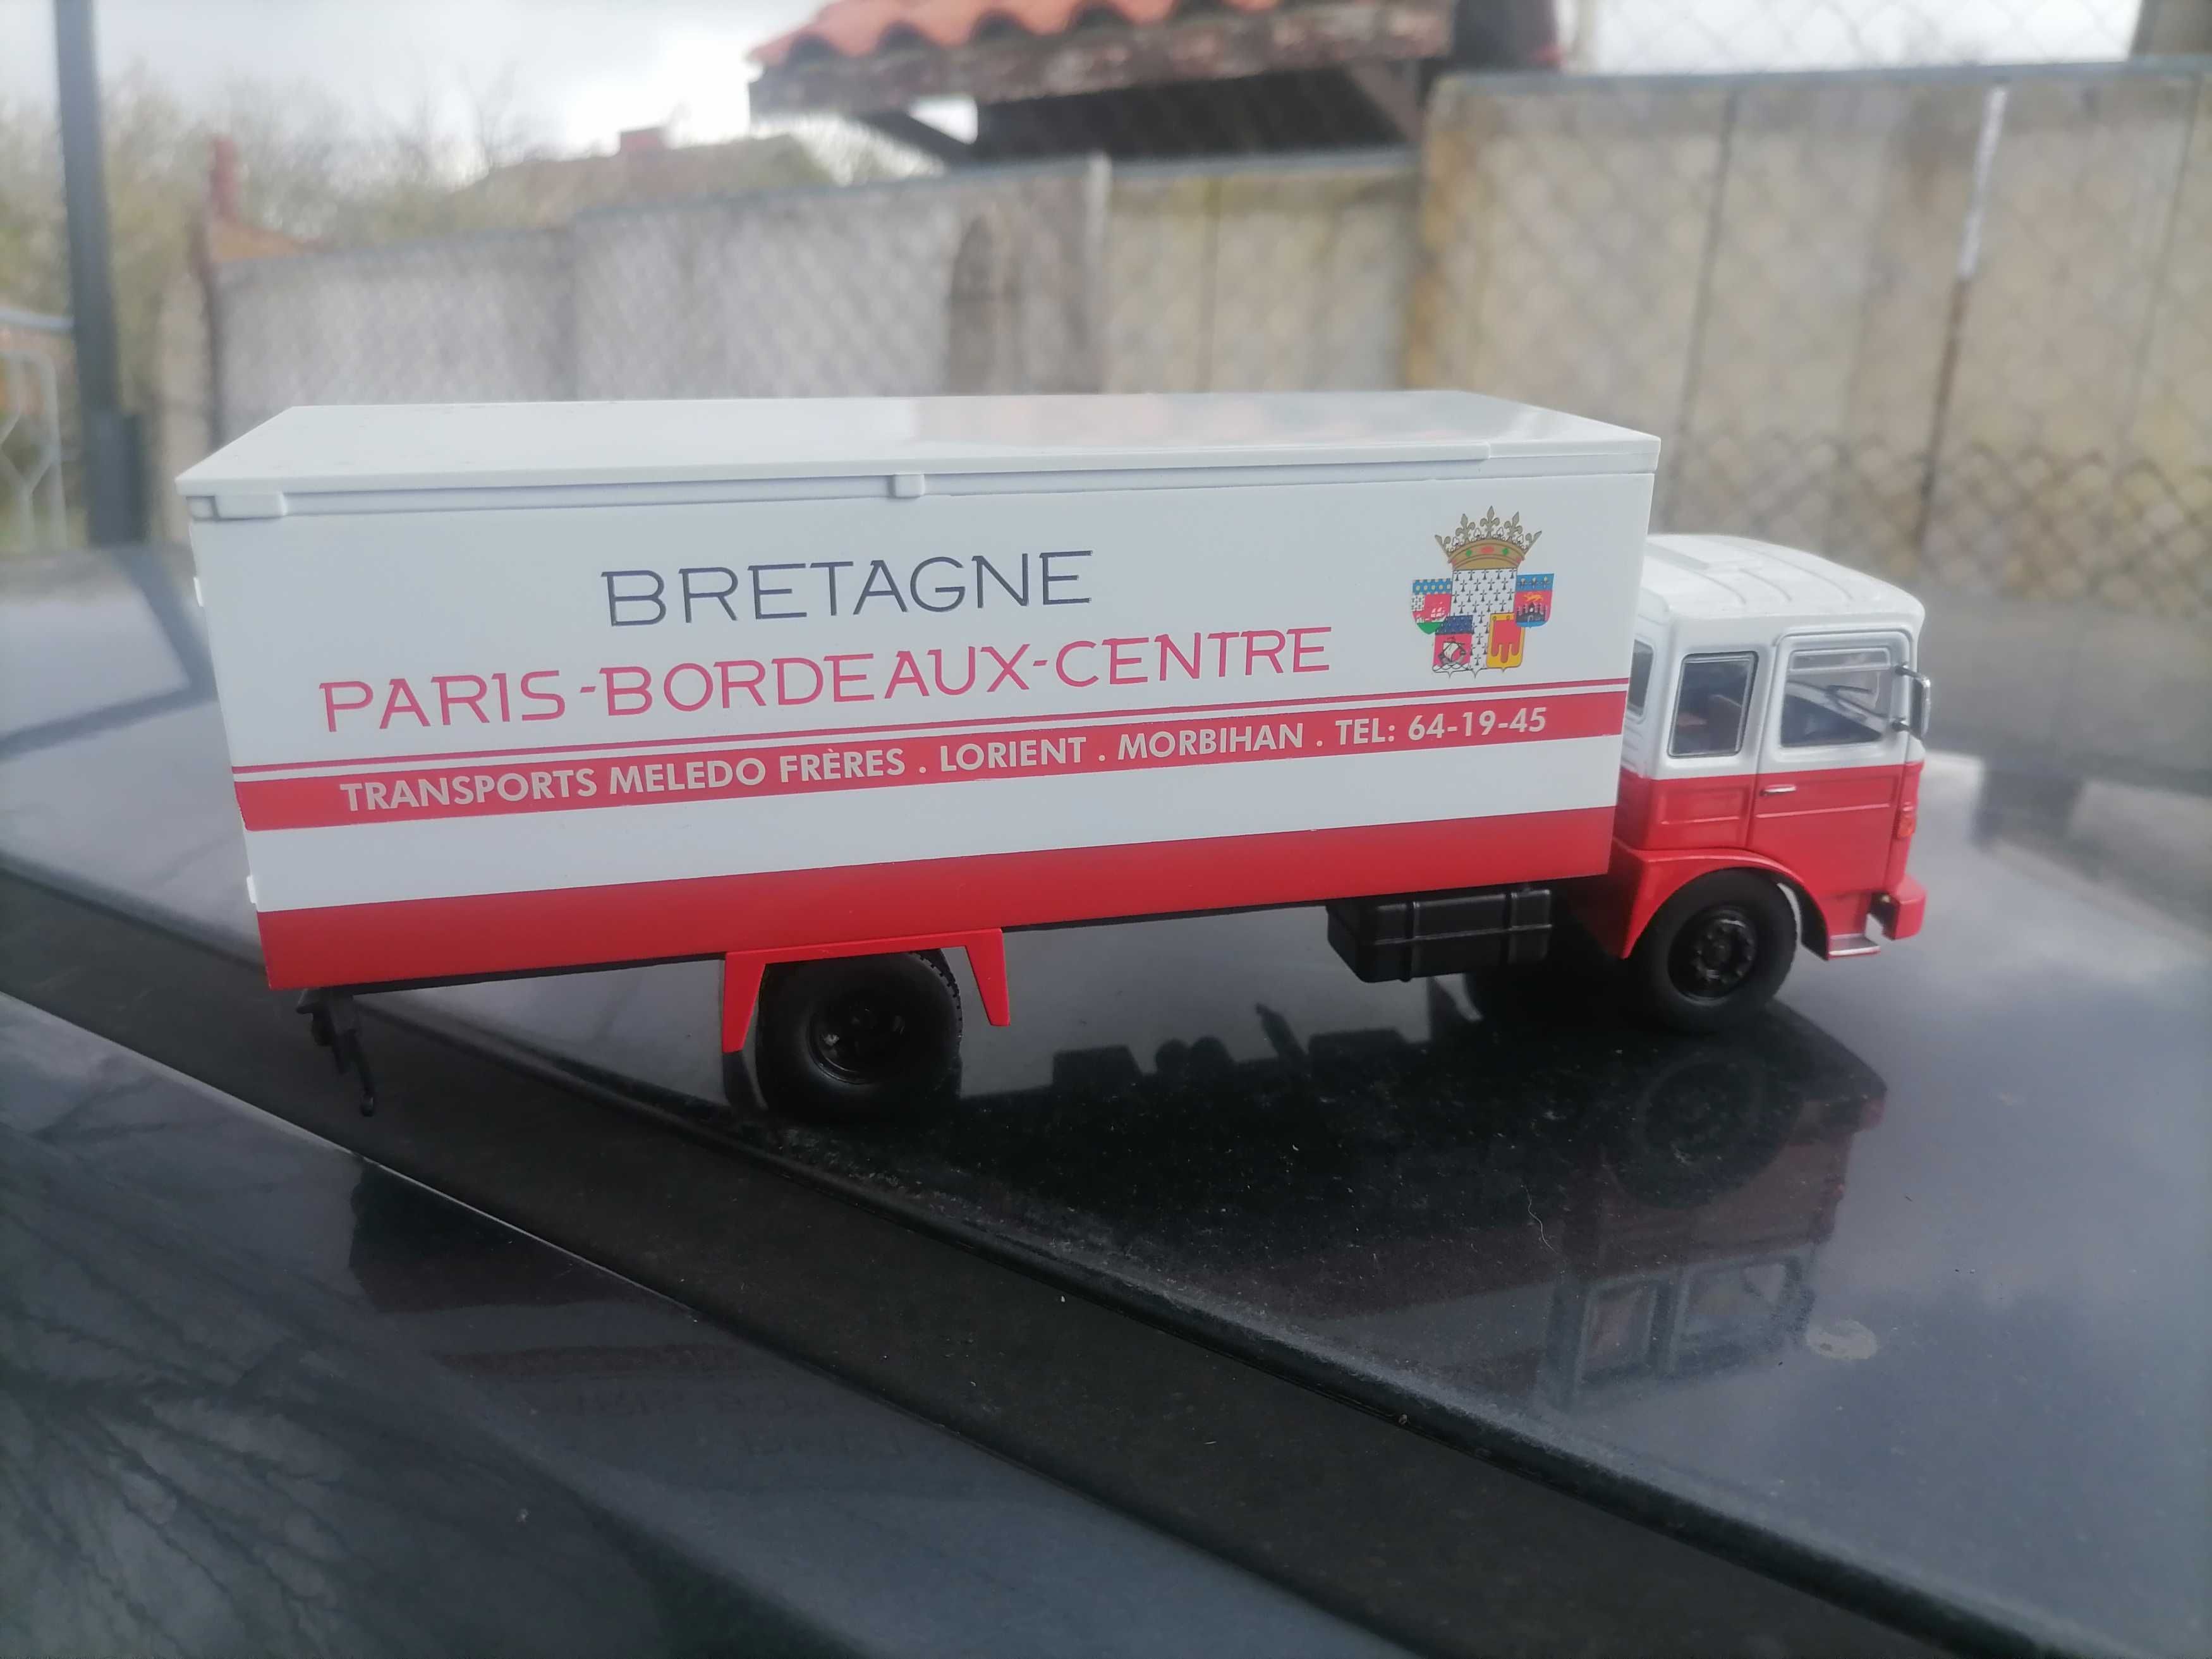 BRETAGNE
PARIS-BORDEAUX-CENTRE
TRANSPORTS MELEDO FRÈRES . LORIENT . MORBIHAN . TEL: 64-19-45